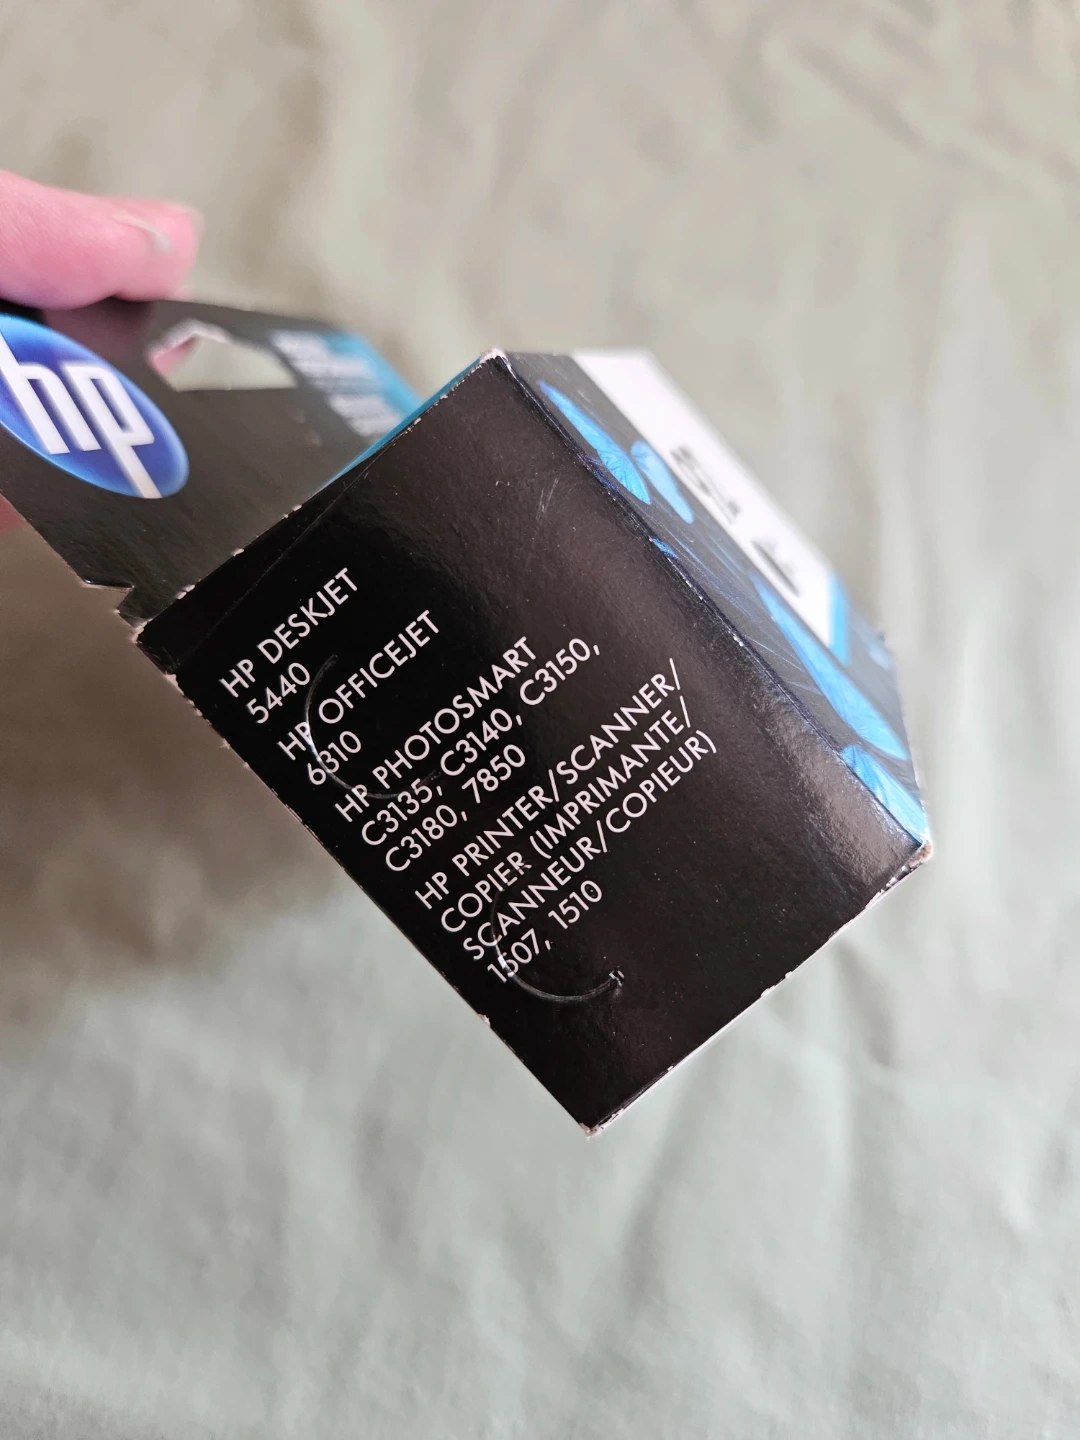 hp
HP DESKJET
5440
HP OFFICEJET
6310
HP PHOTOSMART
C3135, C3140, C3150,
C3180, 7850
HP PRINTER/SCANNER/
COPIER (IMPRIMANTE/
SCANNEUR/COPIEUR)
1507, 1510